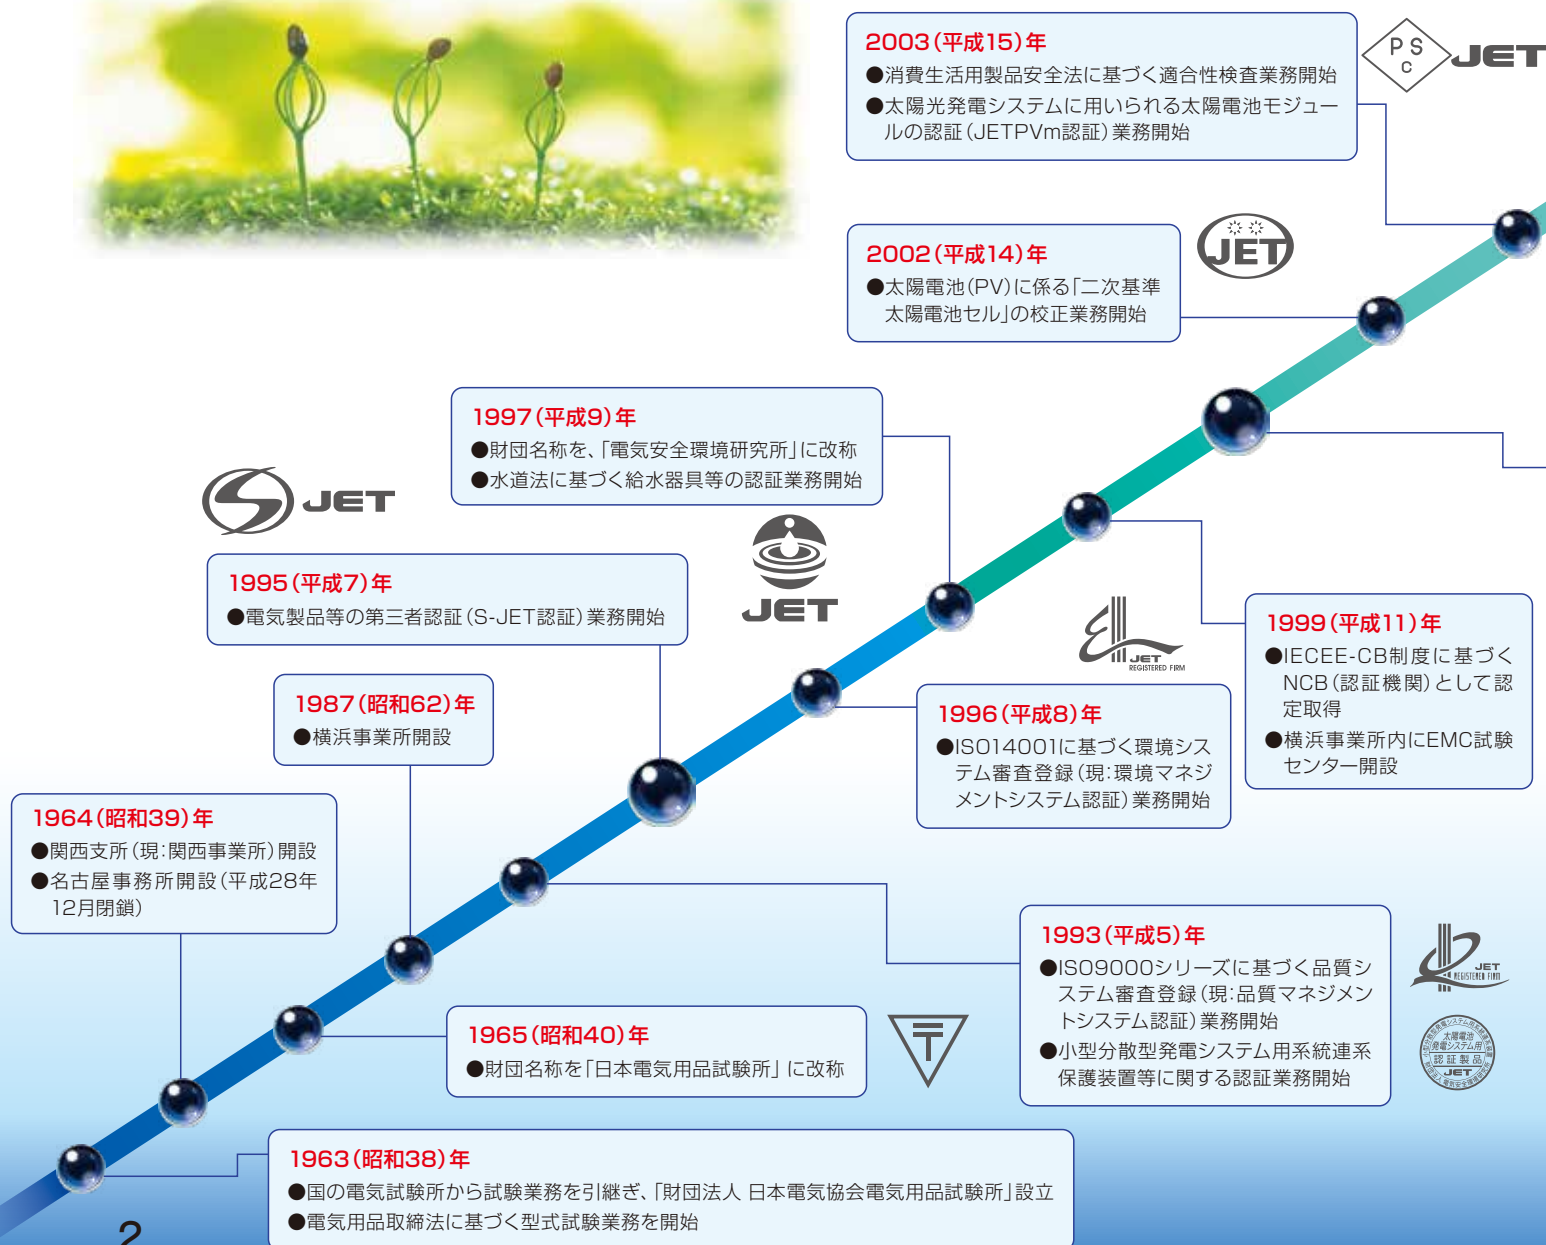 2003(平成15)年
●消費生活用製品安全法に基づく適合性検査業務開始
●太陽光発電システムに用いられる太陽電池モジュー
ルの認証(JETPVm認証)業務開始
PS
C
JET
2002(平成14)年
●太陽電池(PV)に係る「二次基準
太陽電池セル」の校正業務開始
JET
1997(平成9)年
●財団名称を、「電気安全環境研究所」に改称
●水道法に基づく給水器具等の認証業務開始
JET
S JET
1995(平成7)年
●電気製品等の第三者認証(S-JET認証)業務開始
JET
REGISTERED FIRM
1999(平成11)年
●IECEE-CB制度に基づく
NCB(認証機関)として認
定取得
●横浜事業所内にEMC試験
センター開設
1987(昭和62)年
●横浜事業所開設
1996(平成8)年
●ISO14001に基づく環境シス
テム審査登録(現:環境マネジ
メントシステム認証)業務開始
1964(昭和39)年
●関西支所(現:関西事業所)開設
●名古屋事務所開設(平成28年
12月閉鎖)
1993(平成5)年
●ISO9000シリーズに基づく品質シ
ステム審査登録(現:品質マネジメン
トシステム認証)業務開始
●小型分散型発電システム用系統連系
保護装置等に関する認証業務開始
JET
REGISTERED FIRM
太陽電池
発電システム用
認証製品
JET
1965(昭和40)年
●財団名称を「日本電気用品試験所」に改称
〒
1963(昭和38)年
●国の電気試験所から試験業務を引継ぎ、「財団法人 日本電気協会電気用品試験所」設立
●電気用品取締法に基づく型式試験業務を開始
2